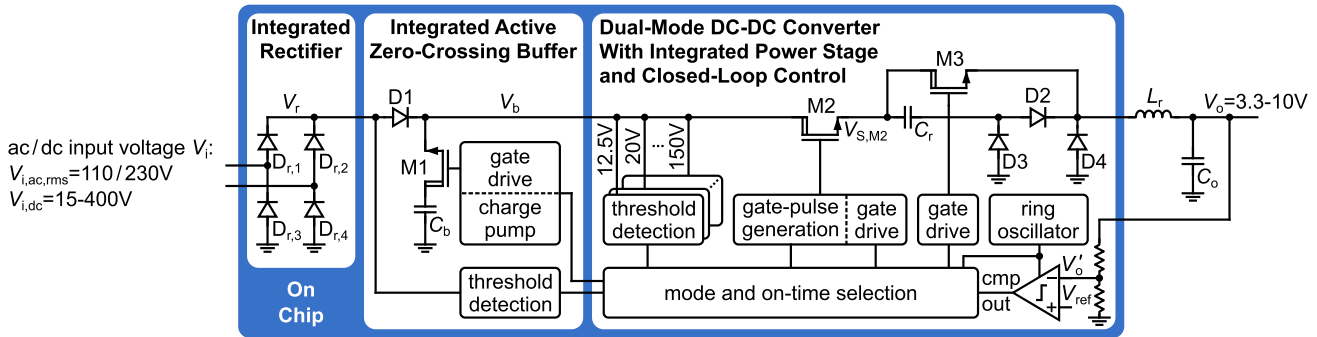 Integrated
Rectifier
Integrated Active
Zero-Crossing Buffer
Dual-Mode DC-DC Converter
With Integrated Power Stage
and Closed-Loop Control
ac/dc input voltage Vi:
Vi,ac,rms=110/230V
Vi,dc=15-400V
Vr
Dr,1
Dr,2
Dr,3
Dr,4
On
Chip
D1
Vb
M1
Cb
gate
drive
charge
pump
threshold
detection
12.5V
20V
...
150V
threshold
detection
M2
VS,M2
Cr
M3
D2
D3
D4
gate-pulse
generation
gate
drive
gate
drive
ring
oscillator
mode and on-time selection
cmp
out
Vo'
Vref
−
+
Lr
Vo=3.3-10V
Co